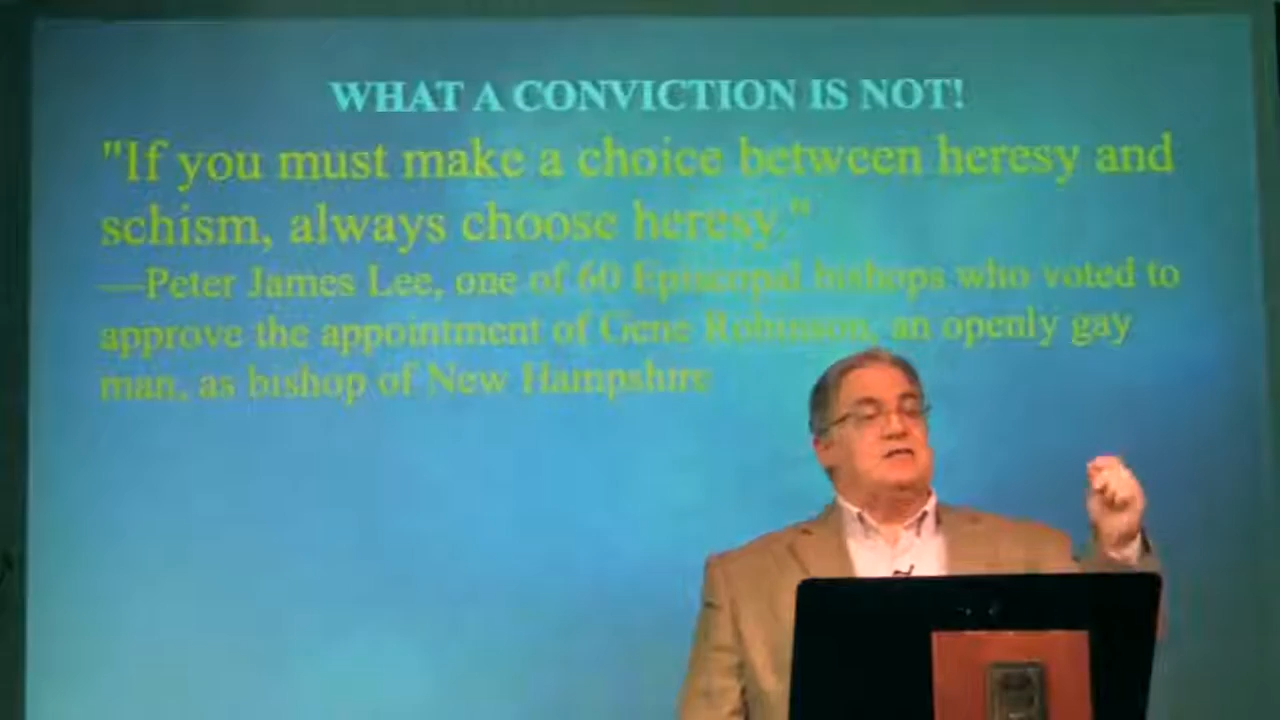 WHAT A CONVICTION IS NOT!
"If you must make a choice between heresy and
schism, always choose heresy."
—Peter James Lee, one of 60 Episcopal bishops who voted to
approve the appointment of Gene Robinson, an openly gay
man, as bishop of New Hampshire